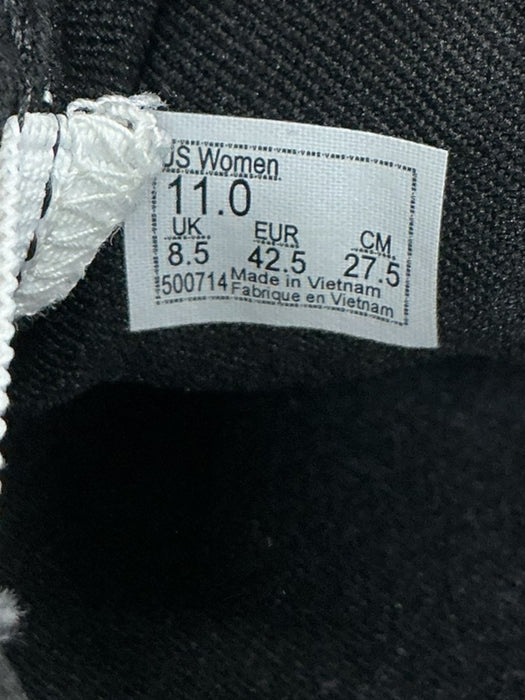 US Women
11.0
UK EUR CM
8.5 42.5 27.5
500714 Made in Vietnam
Fabrique en Vietnam